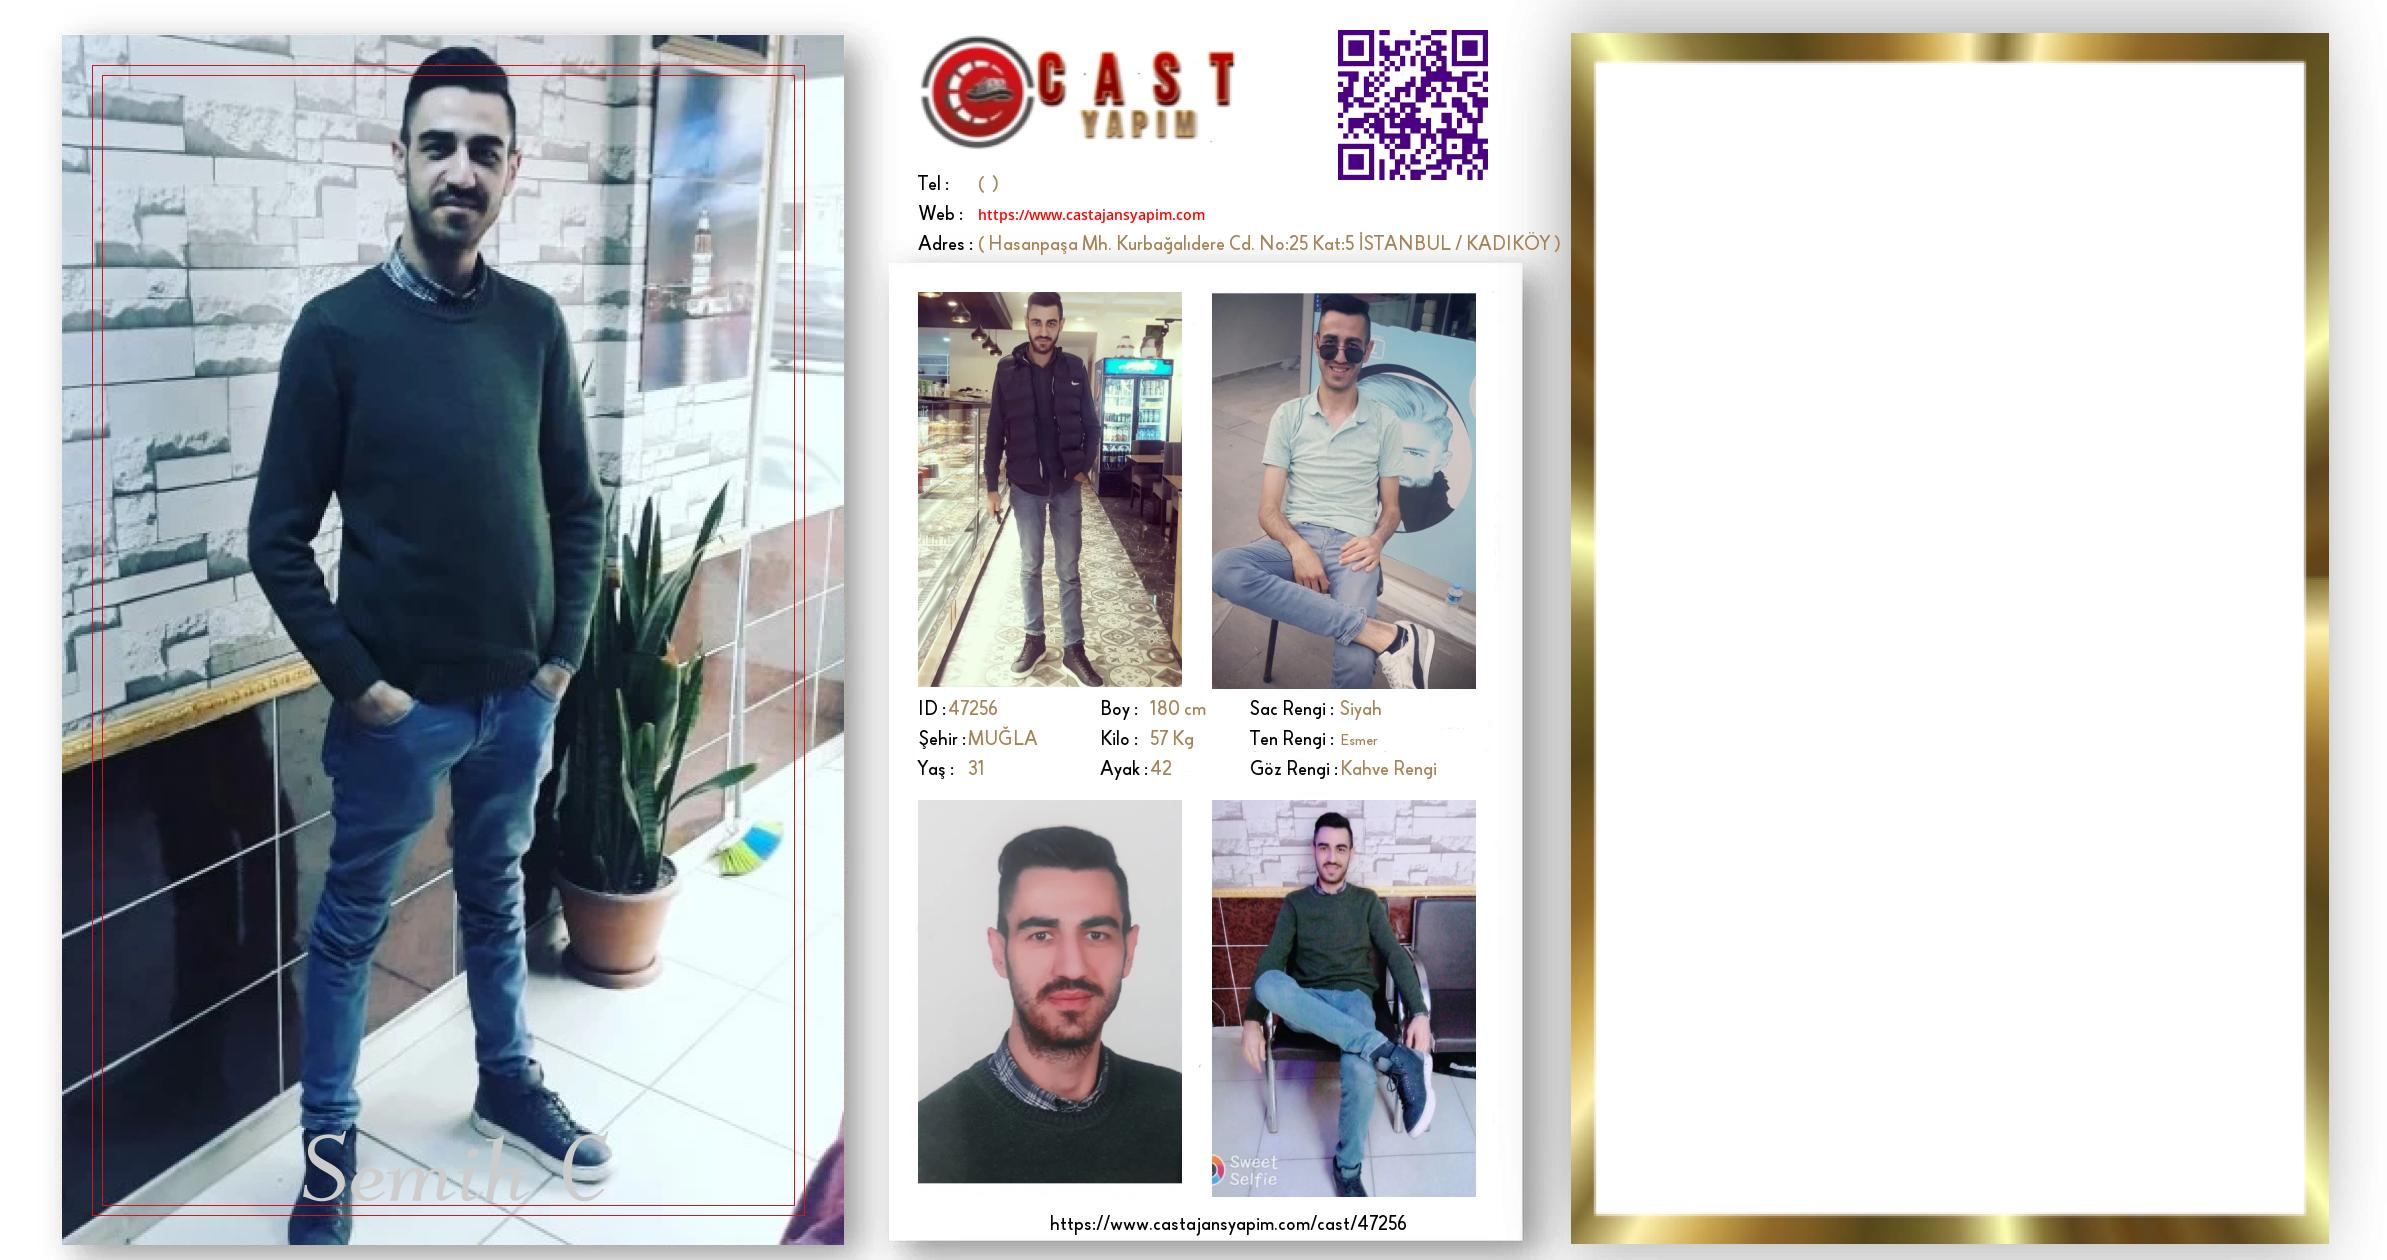 Semih C
CAST
YAPIM
Tel : ( )
Web : https://www.castajansyapim.com
Adres : ( Hasanpaşa Mh. Kurbağalıdere Cd. No:25 Kat:5 İSTANBUL / KADIKÖY )
ID : 47256 Boy : 180 cm Sac Rengi : Siyah
Şehir : MUĞLA Kilo : 57 Kg Ten Rengi : Esmer
Yaş : 31 Ayak : 42 Göz Rengi : Kahve Rengi
Sweet
Selfie
https://www.castajansyapim.com/cast/47256